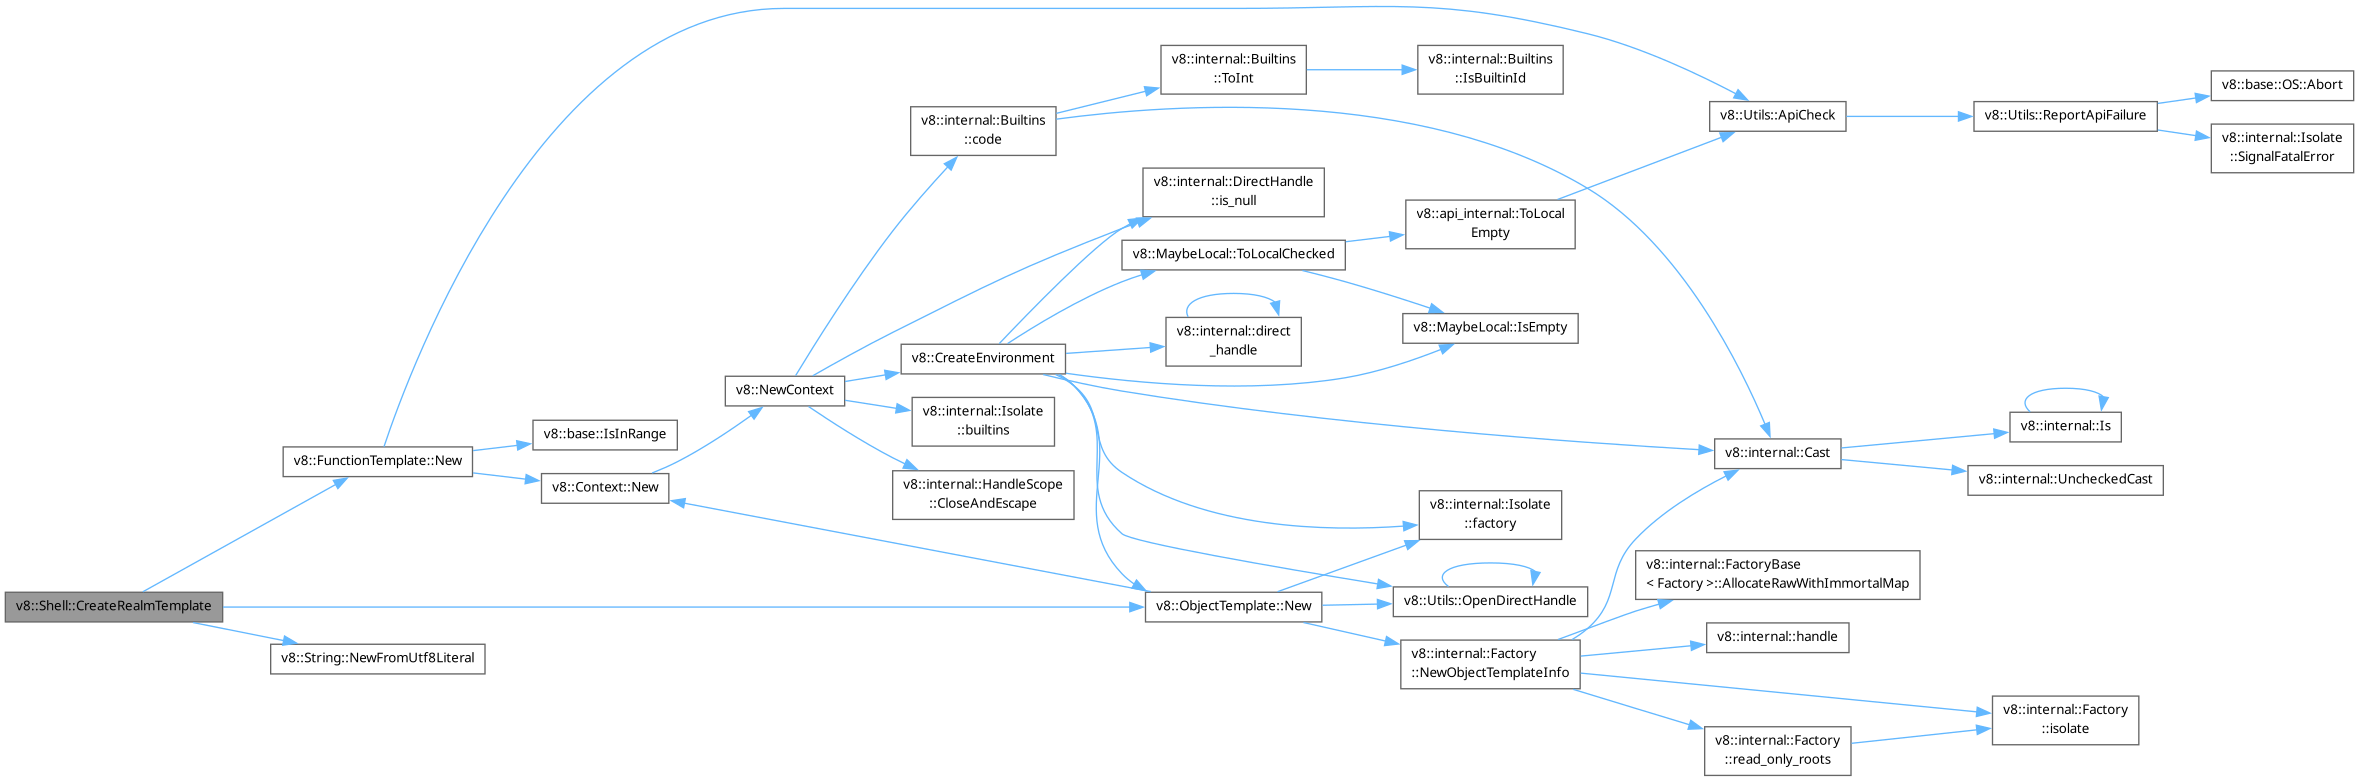 v8::Shell::CreateRealmTemplate
v8::FunctionTemplate::New
v8::String::NewFromUtf8Literal
v8::base::IsInRange
v8::Context::New
v8::NewContext
v8::internal::Builtins
::code
v8::CreateEnvironment
v8::internal::Isolate
::builtins
v8::internal::HandleScope
::CloseAndEscape
v8::internal::Builtins
::ToInt
v8::internal::DirectHandle
::is_null
v8::MaybeLocal::ToLocalChecked
v8::internal::direct
_handle
v8::ObjectTemplate::New
v8::internal::Builtins
::IsBuiltinId
v8::api_internal::ToLocal
Empty
v8::MaybeLocal::IsEmpty
v8::internal::Isolate
::factory
v8::Utils::OpenDirectHandle
v8::internal::Factory
::NewObjectTemplateInfo
v8::Utils::ApiCheck
v8::internal::Cast
v8::internal::FactoryBase
< Factory >::AllocateRawWithImmortalMap
v8::internal::handle
v8::internal::Factory
::read_only_roots
v8::Utils::ReportApiFailure
v8::internal::Is
v8::internal::UncheckedCast
v8::internal::Factory
::isolate
v8::base::OS::Abort
v8::internal::Isolate
::SignalFatalError